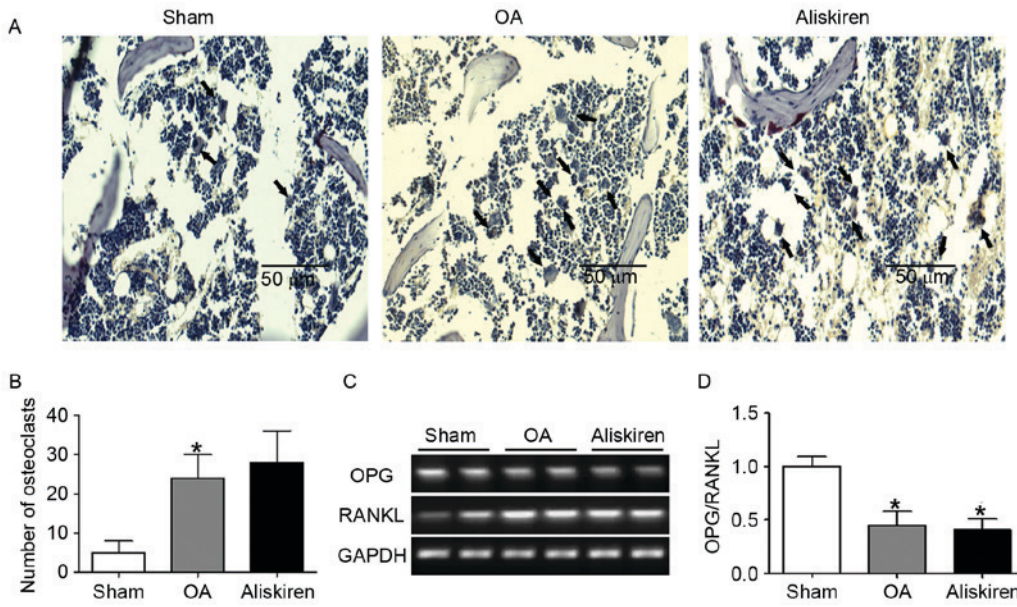 A
Sham
OA
Aliskiren
50 μm
50 μm
50 μm
B
Number of osteoclasts
40
30
20
10
0
*
Sham
OA
Aliskiren
C
Sham
OA
Aliskiren
OPG
RANKL
GAPDH
D
OPG/RANKL
1.5
1.0
0.5
0.0
*
*
Sham
OA
Aliskiren